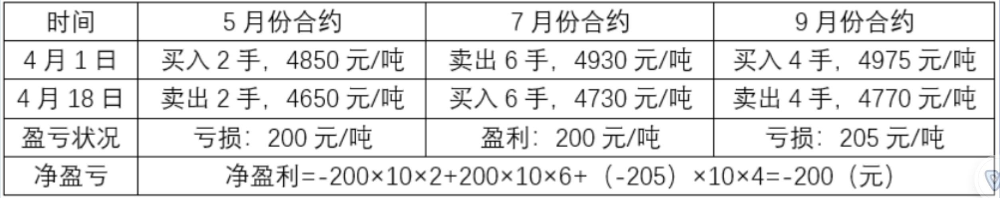 时间 5 月份合约 7 月份合约 9 月份合约
4 月 1 日 买入 2 手，4850 元/吨 卖出 6 手，4930 元/吨 买入 4 手，4975 元/吨
4 月 18 日 卖出 2 手，4650 元/吨 买入 6 手，4730 元/吨 卖出 4 手，4770 元/吨
盈亏状况 亏损：200 元/吨 盈利：200 元/吨 亏损：205 元/吨
净盈亏 净盈利=-200×10×2+200×10×6+（-205）×10×4=-200（元）